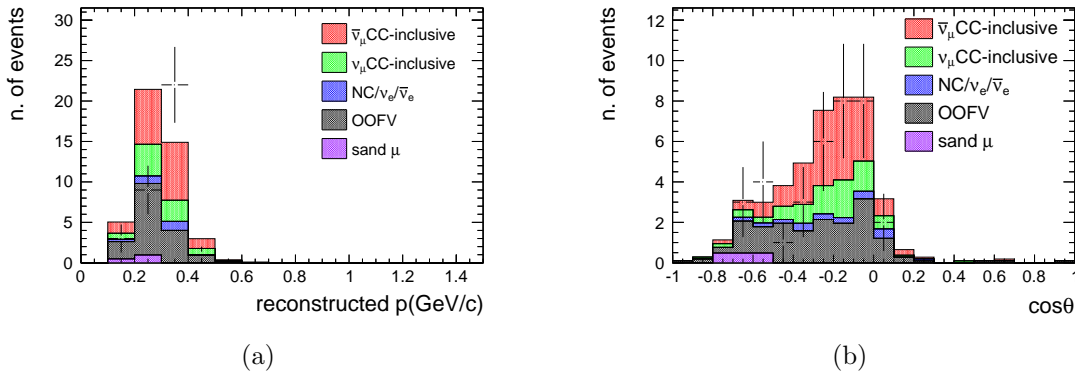 n. of events
30
25
20
15
10
5
0
ν̅μCC-inclusive
νμCC-inclusive
NC/νe/ν̅e
OOFV
sand μ
0 0.2 0.4 0.6 0.8 1 1.2 1.4
reconstructed p(GeV/c)
(a)
n. of events
12
10
8
6
4
2
0
ν̅μCC-inclusive
νμCC-inclusive
NC/νe/ν̅e
OOFV
sand μ
-1 -0.8 -0.6 -0.4 -0.2 0 0.2 0.4 0.6 0.8 1
cosθ
(b)